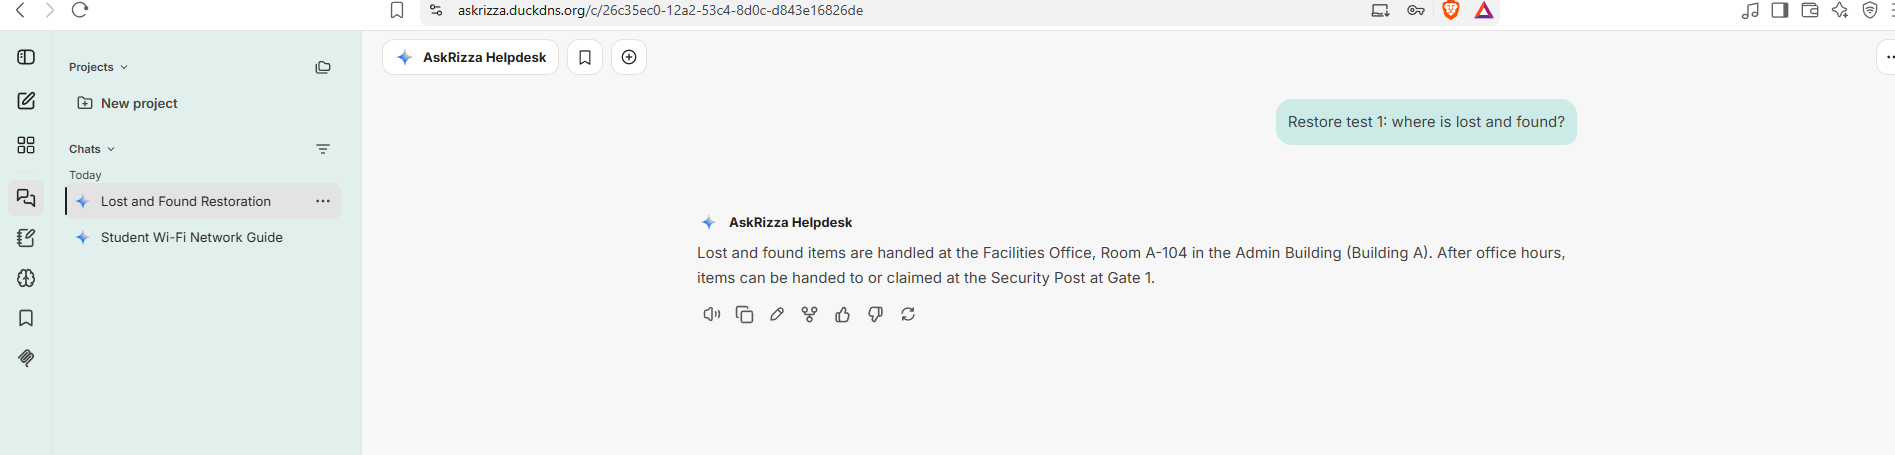 askrizza.duckdns.org/c/26c35ec0-12a2-53c4-8d0c-d843e16826de
Projects
New project
Chats
Today
Lost and Found Restoration
Student Wi-Fi Network Guide
AskRizza Helpdesk
Restore test 1: where is lost and found?
AskRizza Helpdesk
Lost and found items are handled at the Facilities Office, Room A-104 in the Admin Building (Building A). After office hours,
items can be handed to or claimed at the Security Post at Gate 1.